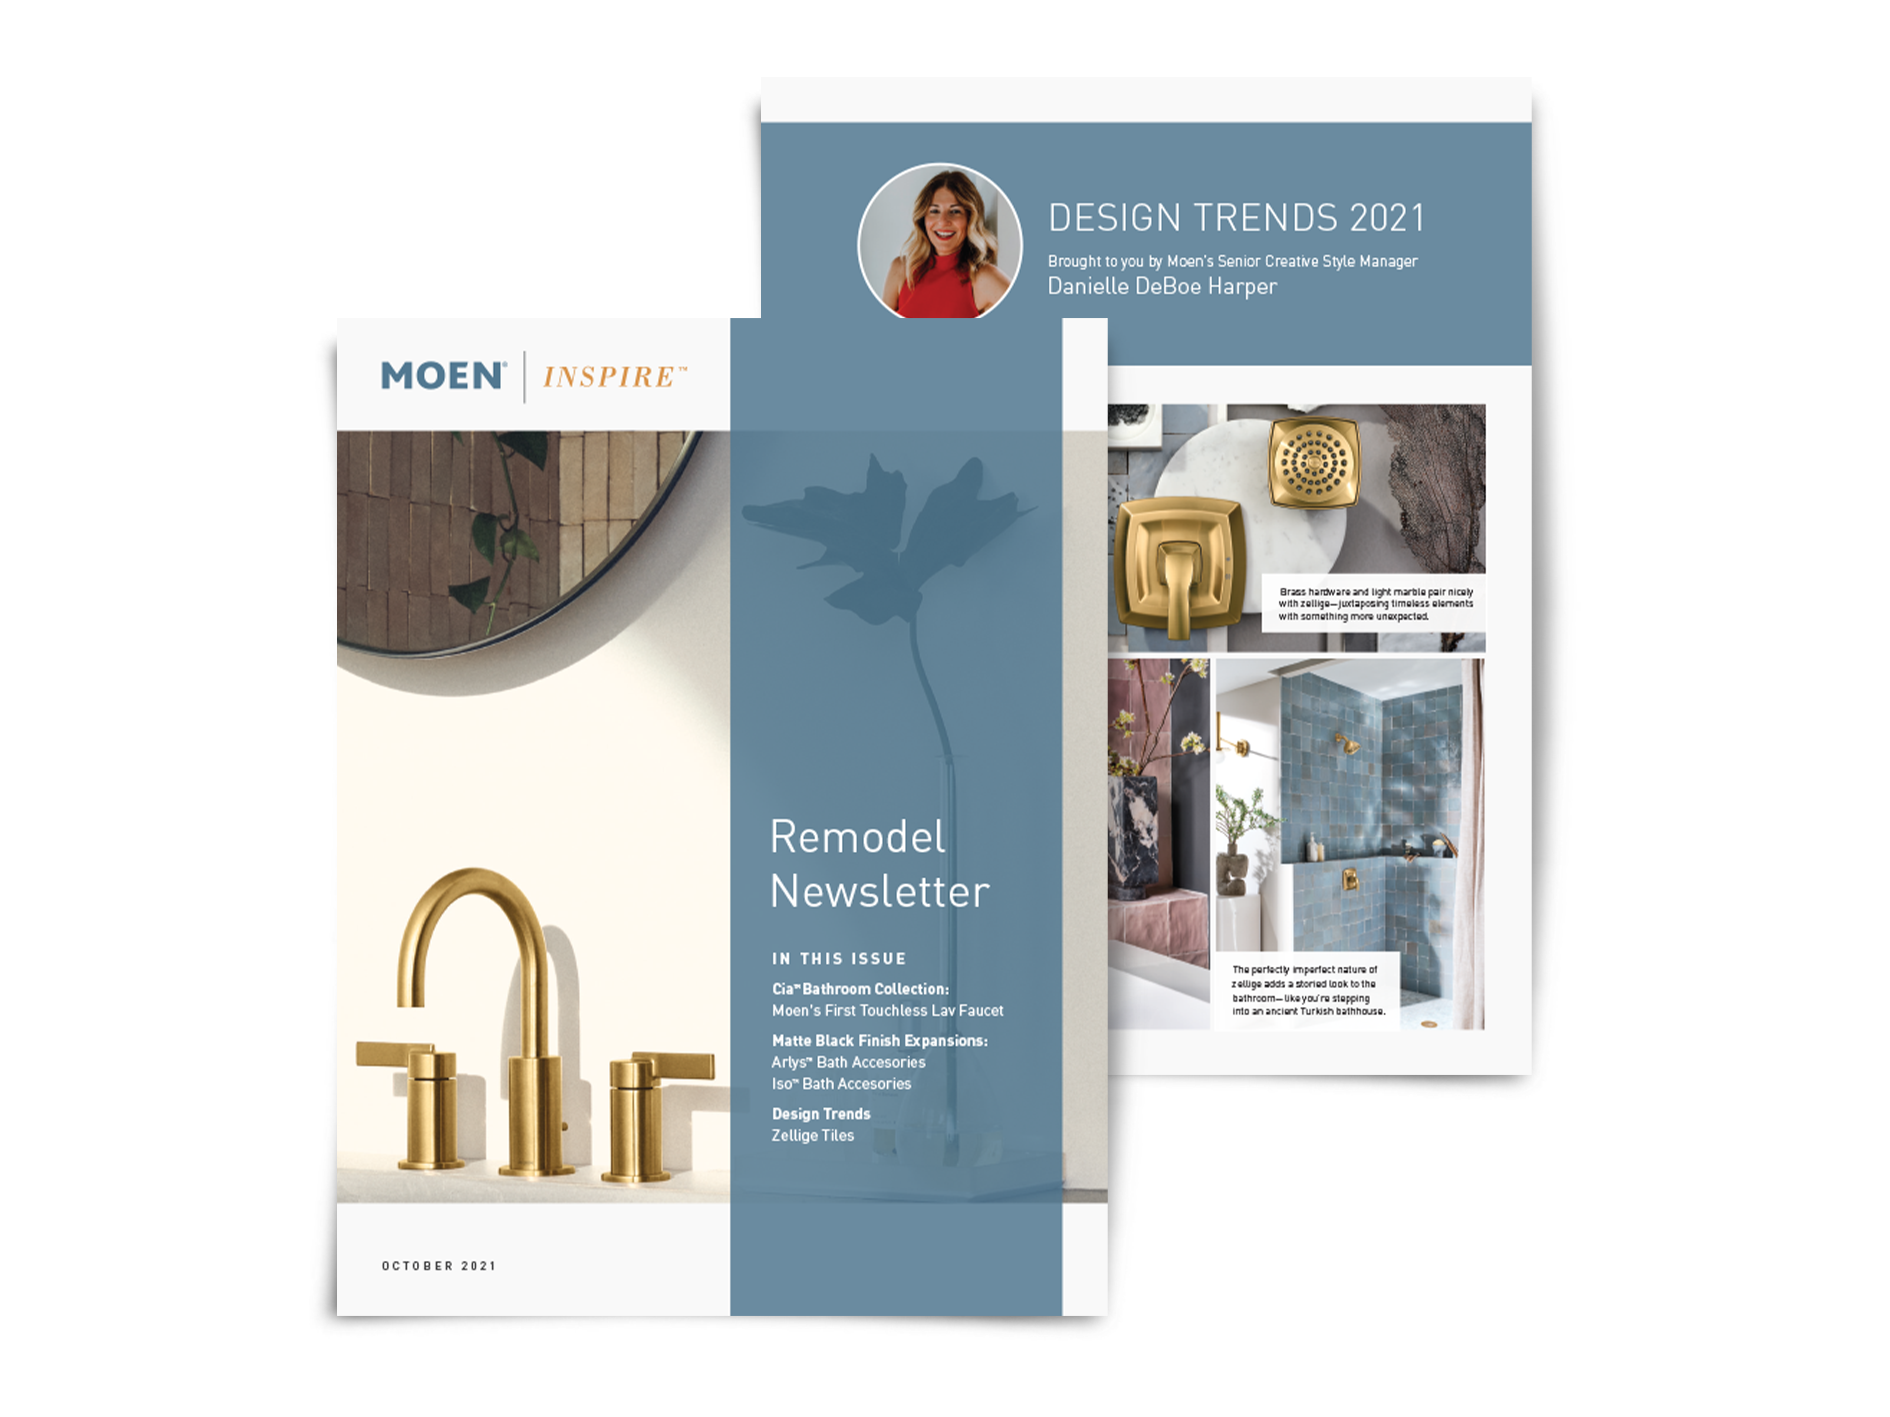 DESIGN TRENDS 2021
Brought to you by Moen's Senior Creative Style Manager
Danielle DeBoe Harper
MOEN® | INSPIRE™
Brass hardware and light marble pair nicely
with zellige—juxtaposing timeless elements
with something more unexpected.
Remodel
Newsletter
IN THIS ISSUE
Cia™ Bathroom Collection:
Moen's First Touchless Lav Faucet
Matte Black Finish Expansions:
Arlys™ Bath Accesories
Iso™ Bath Accesories
Design Trends
Zellige Tiles
The perfectly imperfect nature of
zellige adds a storied look to the
bathroom—like you're stepping
into an ancient Turkish bathhouse.
OCTOBER 2021